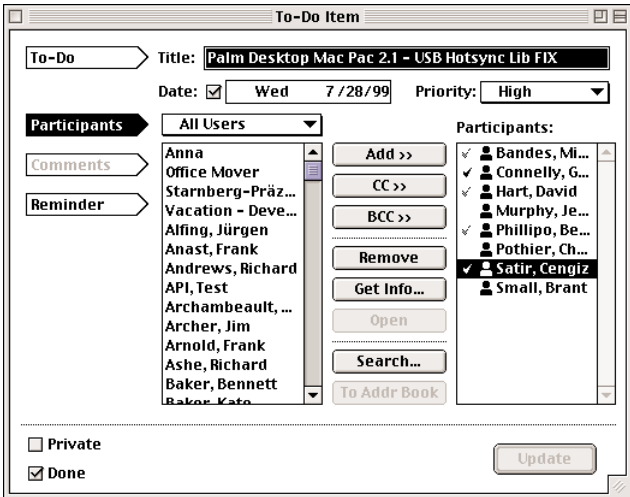 To-Do Item
To-Do
Title: Palm Desktop Mac Pac 2.1 - USB Hotsync Lib FIX
Date: Wed 7/28/99 Priority: High
Participants
Comments
Reminder
All Users
Anna
Office Mover
Starnberg-Präz...
Vacation - Deve...
Alfing, Jürgen
Anast, Frank
Andrews, Richard
API, Test
Archambeault, ...
Archer, Jim
Arnold, Frank
Ashe, Richard
Baker, Bennett
Baker, Kate
Add >>
CC >>
BCC >>
Remove
Get Info...
Open
Search...
To Addr Book
Participants:
Bandes, Mi...
Connelly, G...
Hart, David
Murphy, Je...
Phillipo, Be...
Pothier, Ch...
Satir, Cengiz
Small, Brant
Private
Done
Update